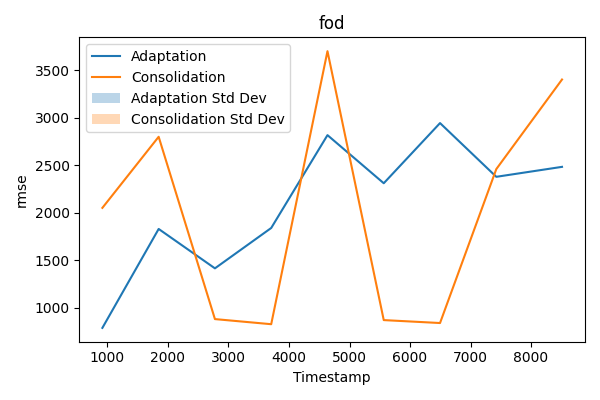 fod
Adaptation
Consolidation
Adaptation Std Dev
Consolidation Std Dev
rmse
3500
3000
2500
2000
1500
1000
1000 2000 3000 4000 5000 6000 7000 8000
Timestamp